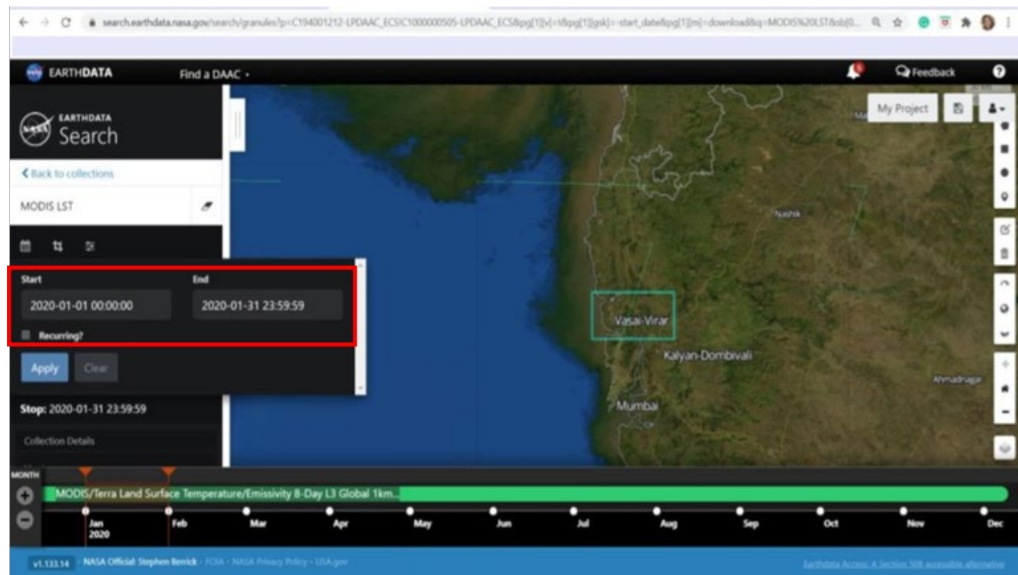 search.earthdata.nasa.gov/search/granules?p=C194001212-LPDAAC_ECS!C1000000505-LPDAAC_ECS&pg[1][v]=t&pg[1][gsk]=-start_date&pg[1][m]=download&q=MODIS%20LST&sb[0...
EARTHDATA
Find a DAAC
Feedback
EARTHDATA
Search
My Project
Back to collections
MODIS LST
Nashik
Start
End
2020-01-01 00:00:00
2020-01-31 23:59:59
Recurring?
Vasai-Virar
Apply
Clear
Kalyan-Dombivali
Ahmadnagar
Stop: 2020-01-31 23:59:59
Mumbai
Collection Details
MONTH
MODIS/Terra Land Surface Temperature/Emissivity 8-Day L3 Global 1km...
Jan
Feb
Mar
Apr
May
Jun
Jul
Aug
Sep
Oct
Nov
Dec
2020
v1.133.14
NASA Official: Stephen Berrick · FOIA · NASA Privacy Policy · USA.gov
Earthdata Access: A Section 508 accessible alternative